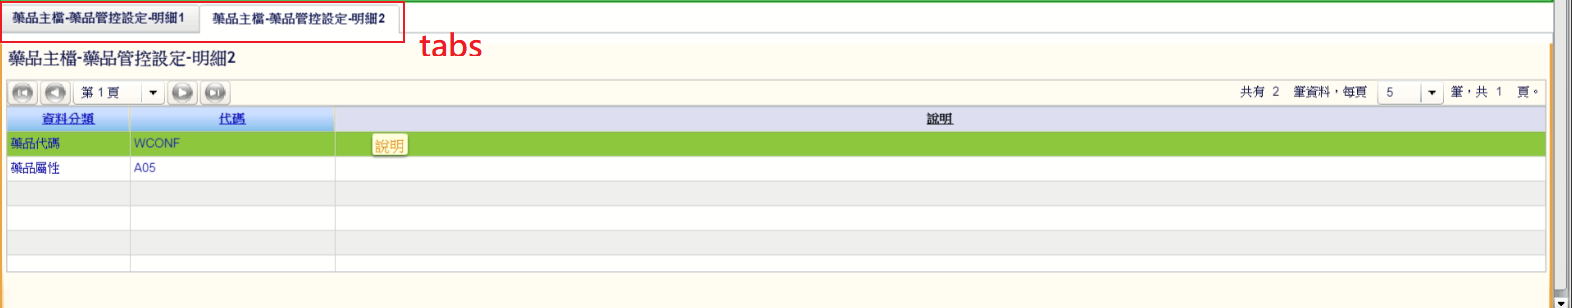 藥品主檔-藥品管控設定-明細1 藥品主檔-藥品管控設定-明細2
tabs
藥品主檔-藥品管控設定-明細2
第 1 頁 共有 2 筆資料，每頁 5 筆，共 1 頁。
資料分類 代碼 說明
藥品代碼 WCONF 說明
藥品屬性 A05